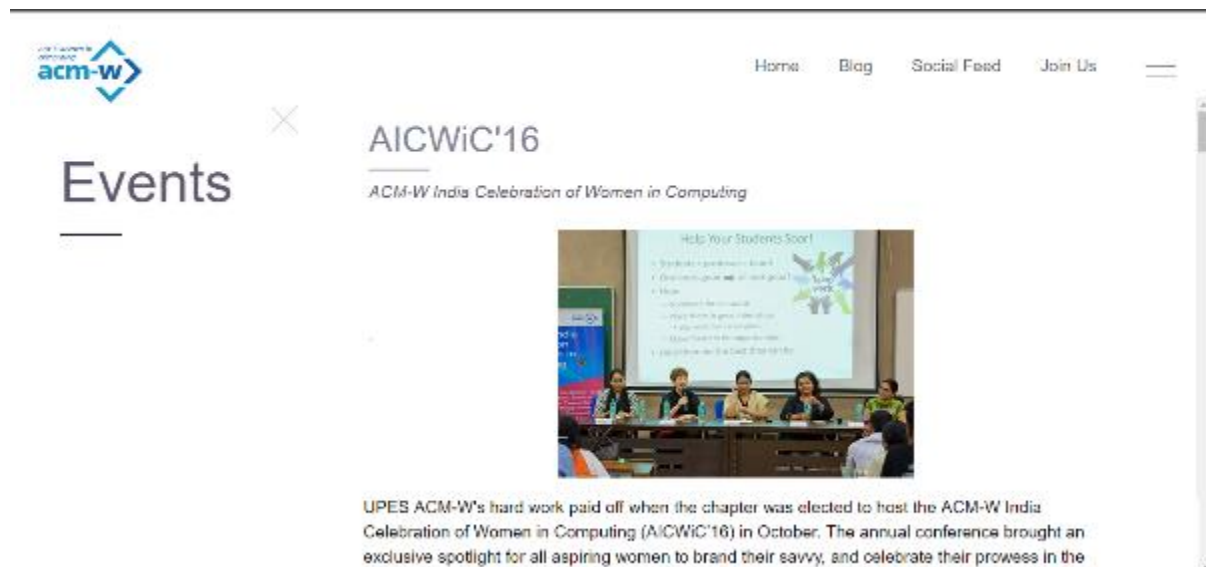 acm-w
Home Blog Social Feed Join Us
Events
AICWiC'16
ACM-W India Celebration of Women in Computing
Help Your Students Soar!
UPES ACM-W's hard work paid off when the chapter was elected to host the ACM-W India
Celebration of Women in Computing (AICWiC'16) in October. The annual conference brought an
exclusive spotlight for all aspiring women to brand their savvy, and celebrate their prowess in the